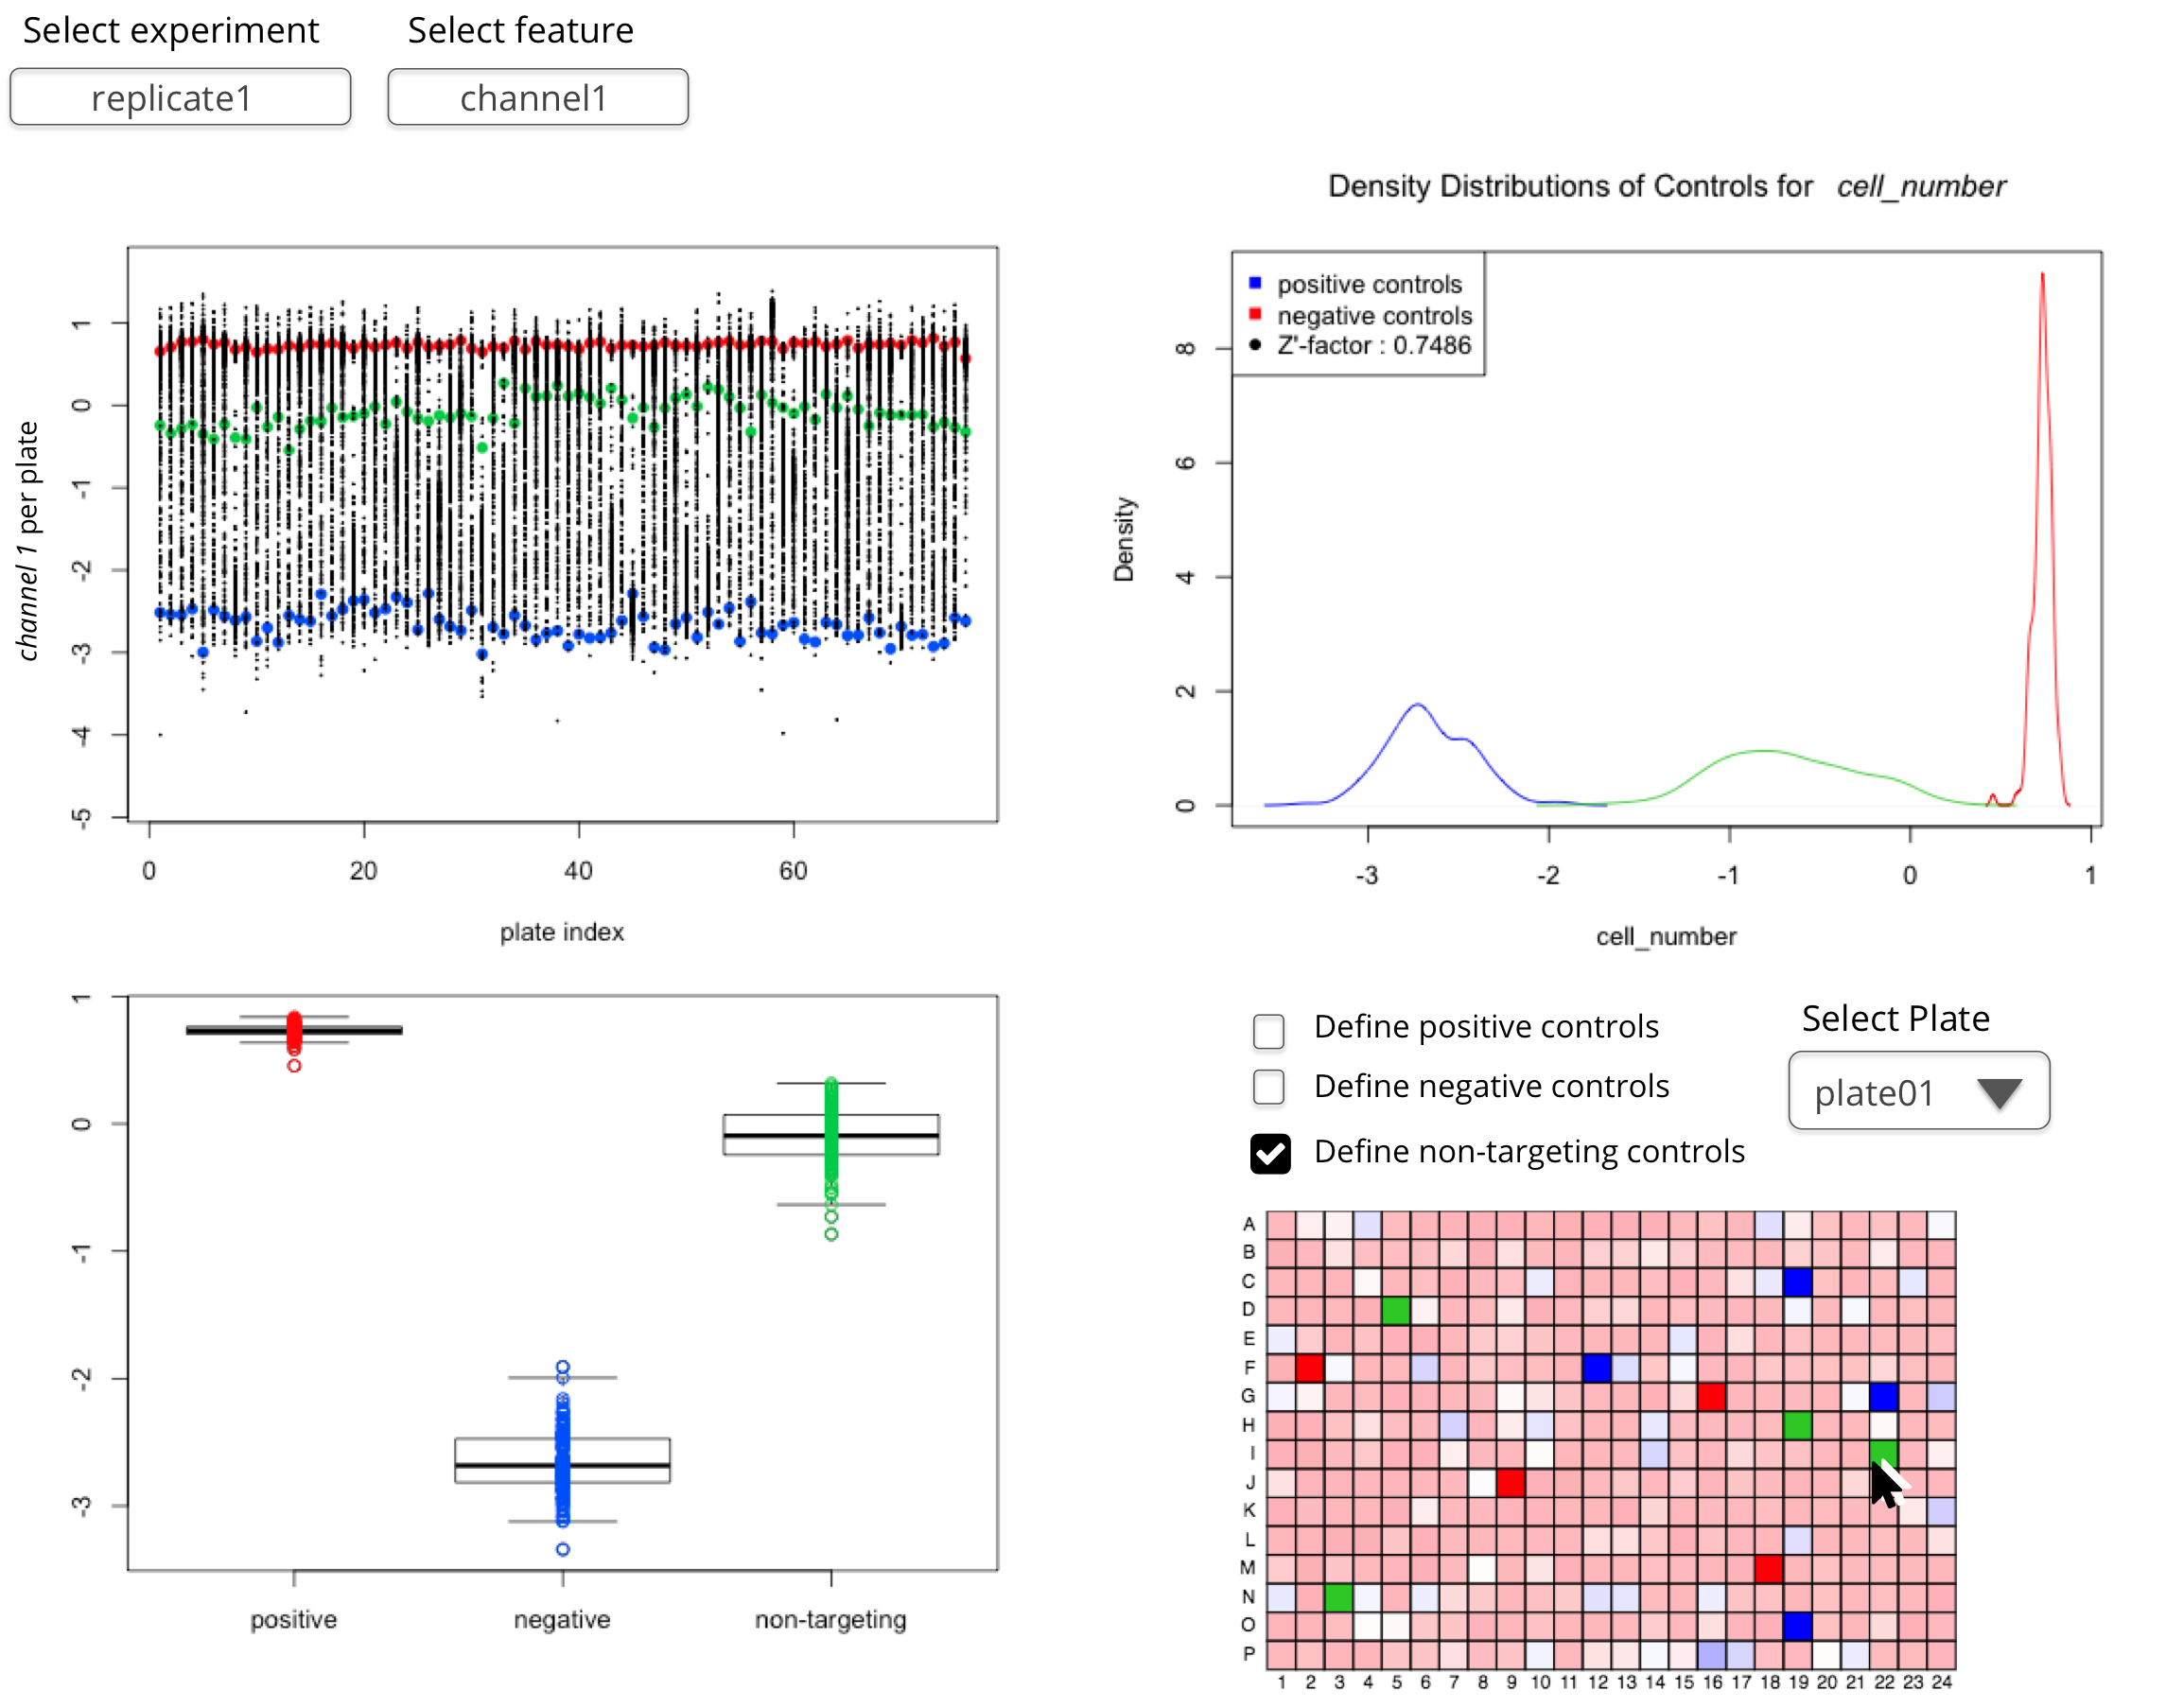 Select experiment
Select feature
replicate1
channel1
channel 1 per plate
1
0
-1
-2
-3
-4
-5
0 20 40 60
plate index
Density Distributions of Controls for cell_number
positive controls
negative controls
Z'-factor : 0.7486
Density
8
6
4
2
0
-3 -2 -1 0 1
cell_number
1
0
-1
-2
-3
positive negative non-targeting
Define positive controls
Define negative controls
Define non-targeting controls
Select Plate
plate01
A
B
C
D
E
F
G
H
I
J
K
L
M
N
O
P
1 2 3 4 5 6 7 8 9 10 11 12 13 14 15 16 17 18 19 20 21 22 23 24